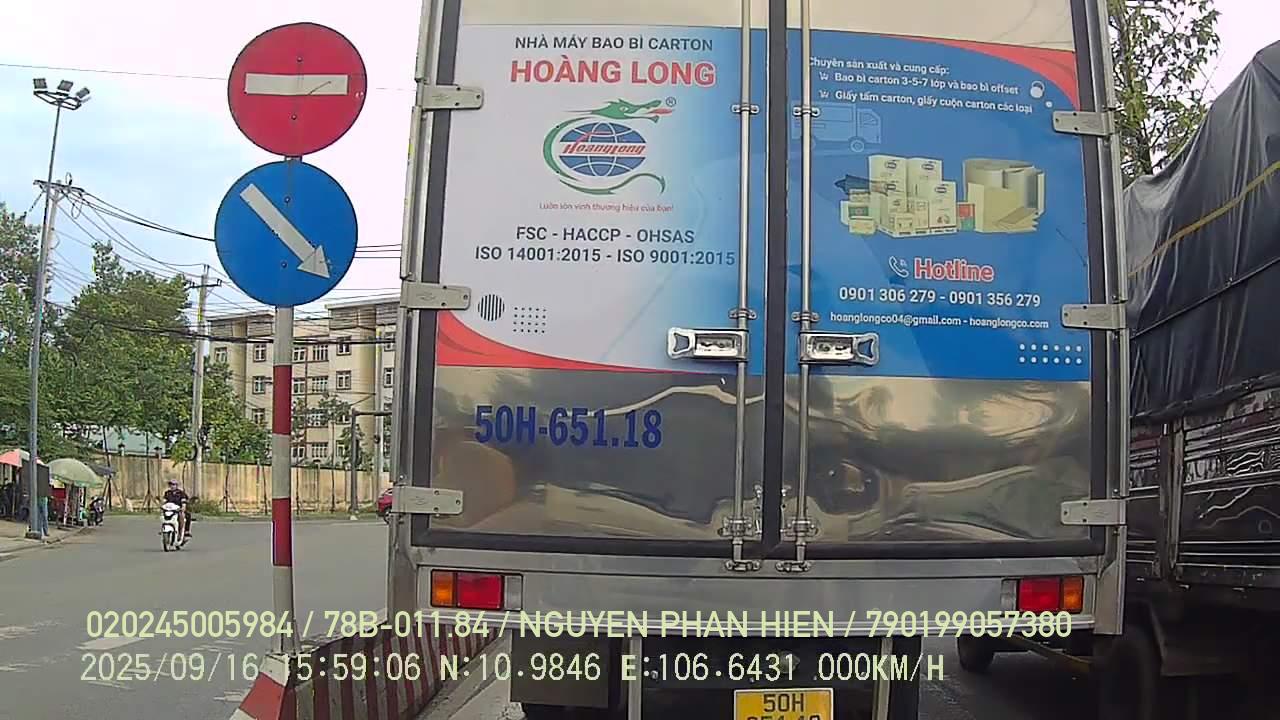 NHÀ MÁY BAO BÌ CARTON
HOÀNG LONG
®
HoangLong
Luôn tôn vinh thương hiệu của bạn!
FSC - HACCP - OHSAS
ISO 14001:2015 - ISO 9001:2015
Chuyên sản xuất và cung cấp:
Bao bì carton 3-5-7 lớp và bao bì offset
Giấy tấm carton, giấy cuộn carton các loại
Hotline
0901 306 279 - 0901 356 279
hoanglongco04@gmail.com - hoanglongco.com
50H-651.18
020245005984 / 78B-011.84 / NGUYEN PHAN HIEN / 790199057380
2025/09/16 15:59:06 N:10.9846 E:106.6431 .000KM/H
50H
651.18